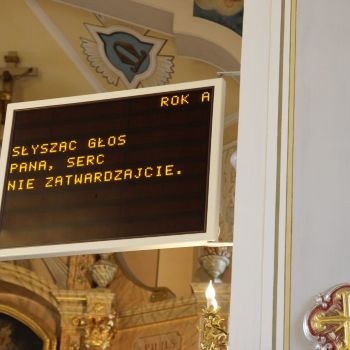 ROK A
SŁYSZĄC GŁOS
PANA, SERC
NIE ZATWARDZAJCIE.